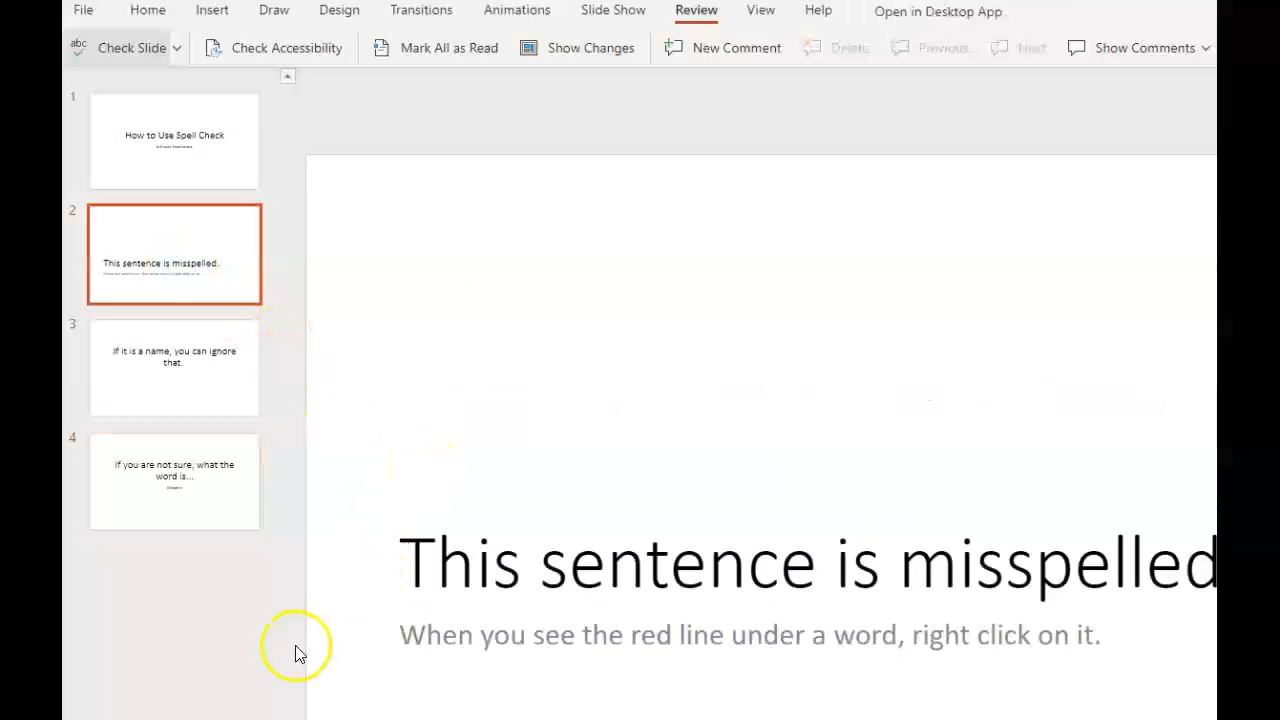 File Home Insert Draw Design Transitions Animations Slide Show Review View Help Open in Desktop App
abc Check Slide Check Accessibility Mark All as Read Show Changes New Comment Delete Previous Next Show Comments
1
How to Use Spell Check
2
This sentence is misspelled.
3
If it is a name, you can ignore
that.
4
If you are not sure, what the
word is...
This sentence is misspelled
When you see the red line under a word, right click on it.